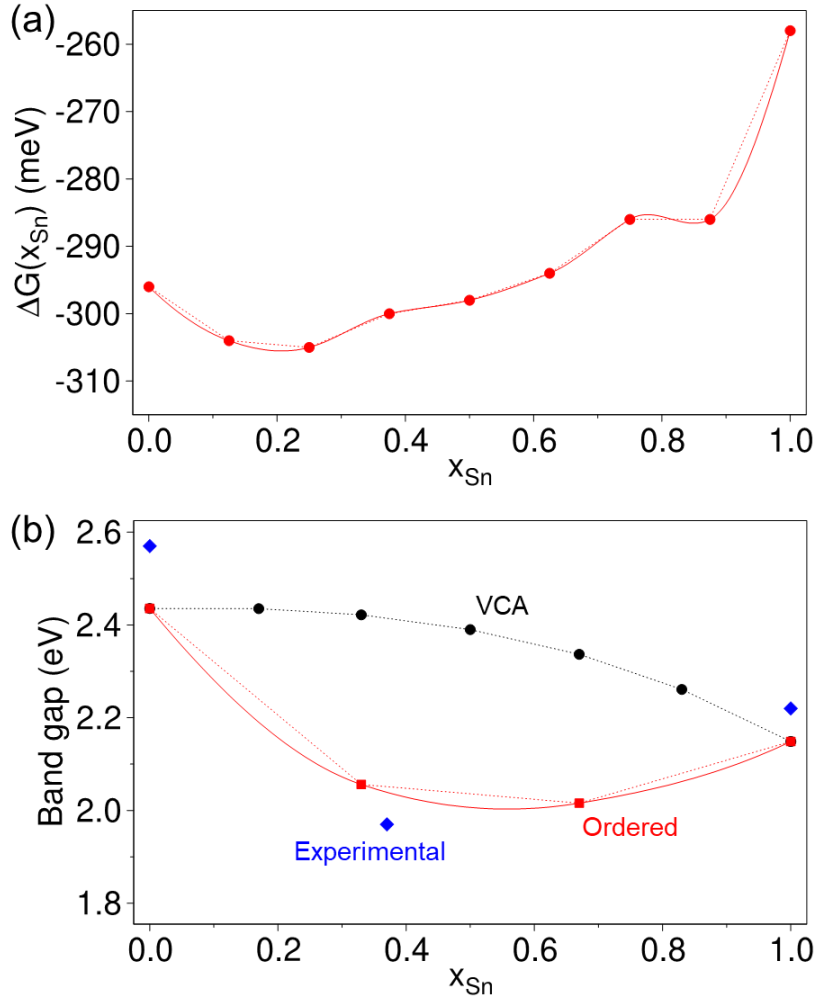 (a)
-260
-270
-280
-290
-300
-310
ΔG(xSn) (meV)
0.0 0.2 0.4 0.6 0.8 1.0
xSn
(b)
2.6
2.4
2.2
2.0
1.8
Band gap (eV)
VCA
Ordered
Experimental
0.0 0.2 0.4 0.6 0.8 1.0
xSn